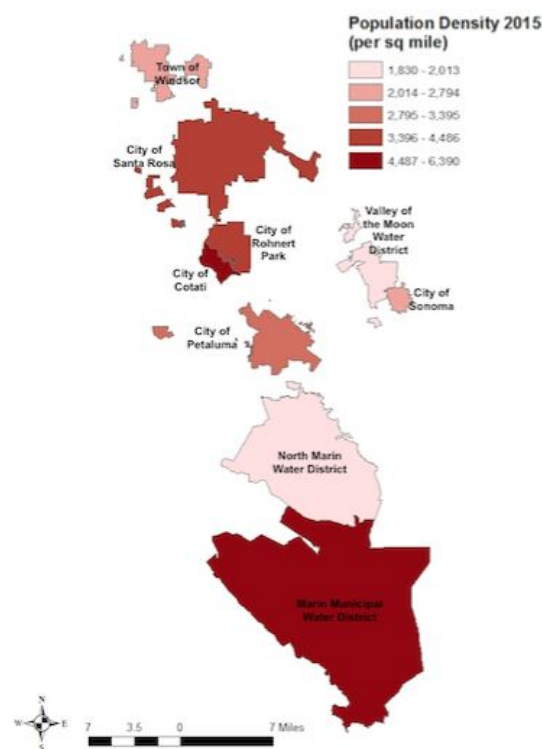 Population Density 2015
(per sq mile)
1,830 - 2,013
2,014 - 2,794
2,795 - 3,395
3,396 - 4,486
4,487 - 6,390
Town of
Windsor
City of
Santa Rosa
City of
Rohnert
Park
City of
Cotati
Valley of
the Moon
Water
District
City of
Sonoma
City of
Petaluma
North Marin
Water District
Marin Municipal
Water District
N
W
E
S
7 3.5 0 7 Miles